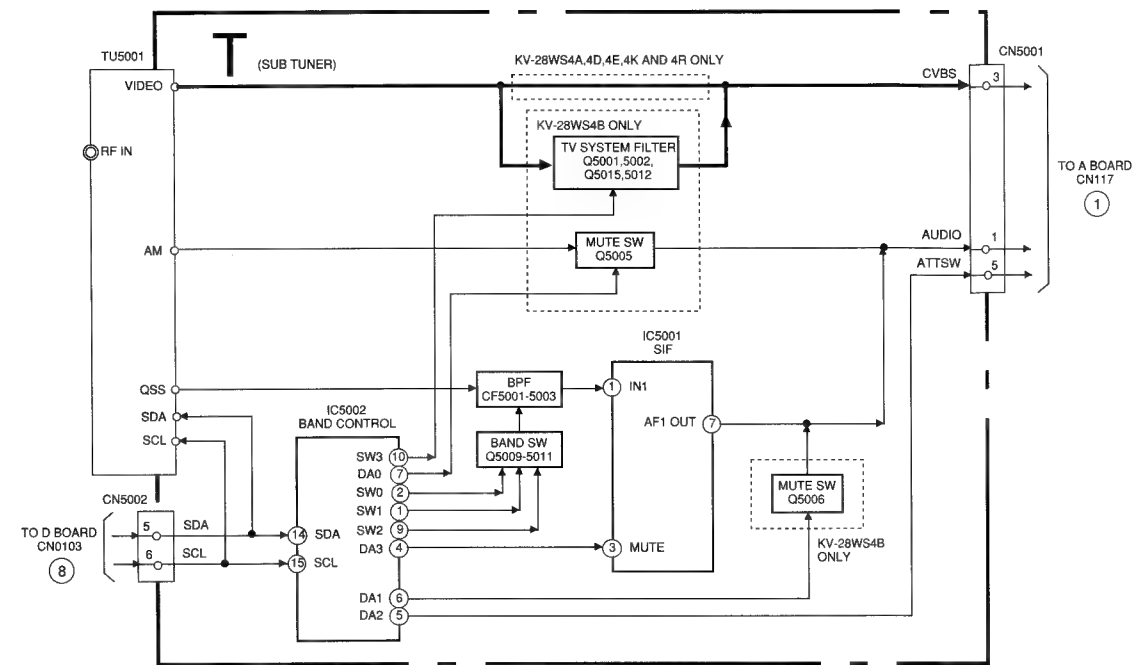 TU5001
T
(SUB TUNER)
KV-28WS4A,4D,4E,4K AND 4R ONLY
CN5001
VIDEO
CVBS
3
KV-28WS4B ONLY
TV SYSTEM FILTER
Q5001,5002,
Q5015,5012
RF IN
TO A BOARD
CN117
1
AM
MUTE SW
Q5005
AUDIO
1
ATTSW
5
IC5001
SIF
QSS
BPF
CF5001-5003
1
IN1
SDA
IC5002
BAND CONTROL
AF1 OUT
7
SCL
BAND SW
Q5009-5011
SW3
10
DA0
7
MUTE SW
Q5006
CN5002
SW0
2
SW1
1
TO D BOARD
CN0103
8
5
SDA
14
SDA
SW2
9
6
SCL
15
SCL
DA3
4
3
MUTE
KV-28WS4B
ONLY
DA1
6
DA2
5